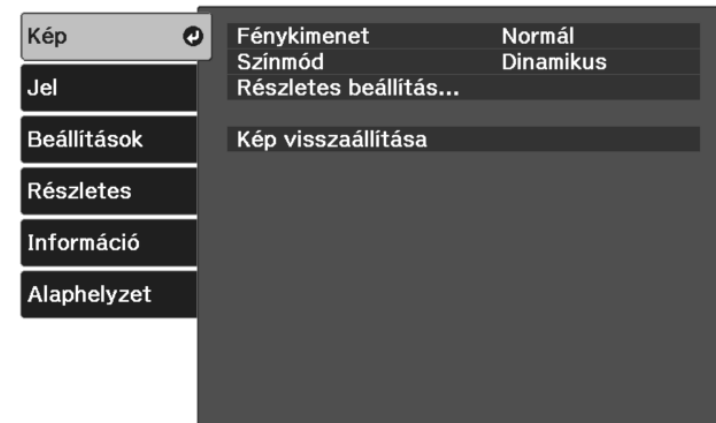 Kép
Jel
Beállítások
Részletes
Információ
Alaphelyzet
Fénykimenet Normál
Színmód Dinamikus
Részletes beállítás...
Kép visszaállítása